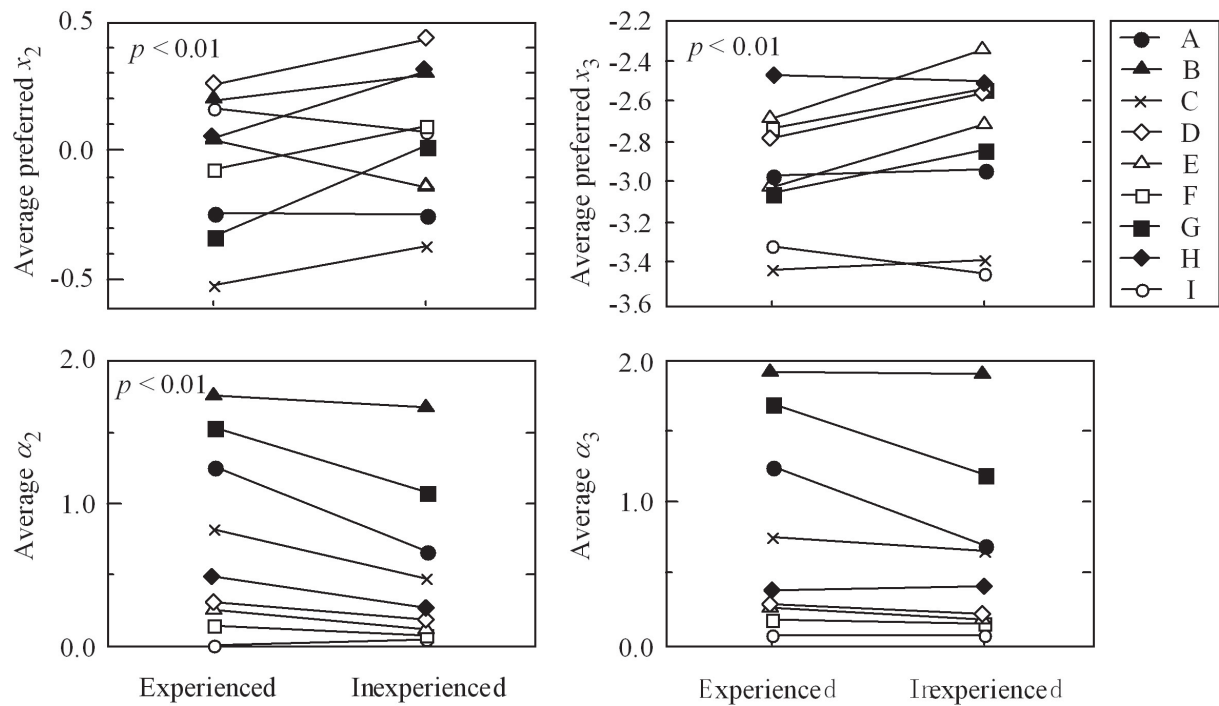 Average preferred x2
0.5
0.0
-0.5
p < 0.01
Average preferred x3
-2.2
-2.4
-2.6
-2.8
-3.0
-3.2
-3.4
-3.6
p < 0.01
A
B
C
D
E
F
G
H
I
Average α2
2.0
1.0
0.0
p < 0.01
Experienced Inexperienced
Average α3
2.0
1.0
0.0
Experienced Inexperienced